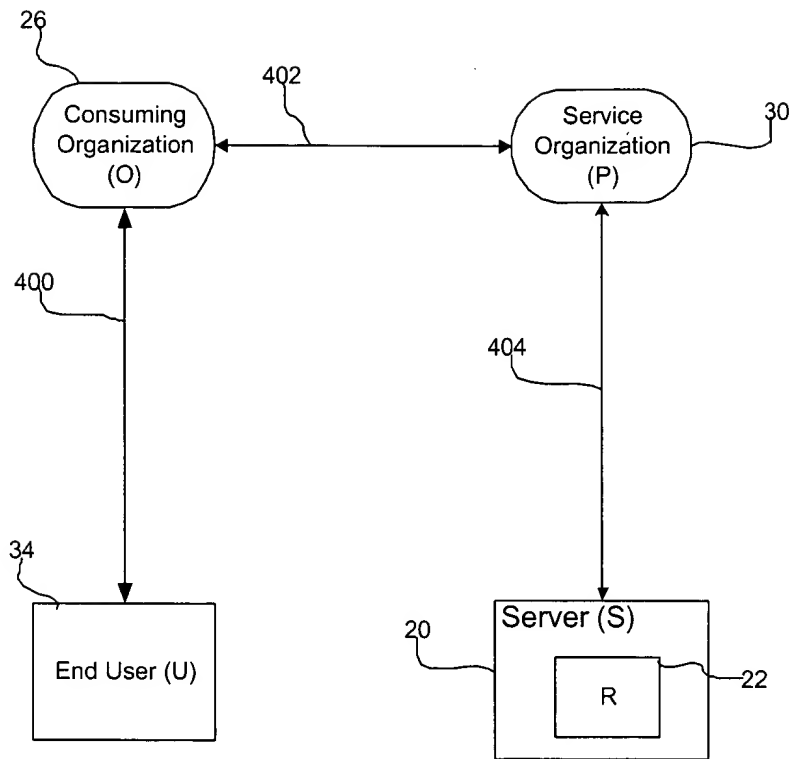 26
402
Consuming
Organization
(O)
Service
Organization
(P)
30
400
404
34
End User (U)
20
Server (S)
R
22